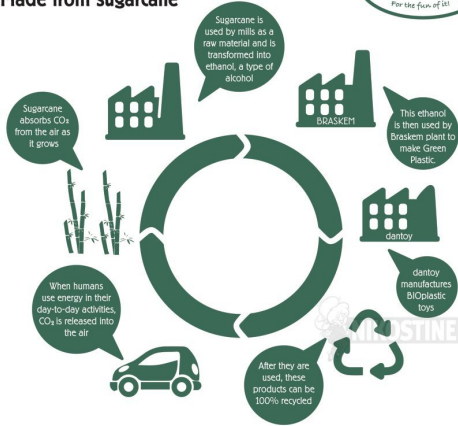 Made from sugarcane
For the fun of it!
Sugarcane is
used by mills as a
raw material and is
transformed into
ethanol, a type of
alcohol
BRASKEM
This ethanol
is then used by
Braskem plant to
make Green
Plastic.
dantoy
dantoy
manufactures
BIOplastic
toys
After they are
used, these
products can be
100% recycled
When humans
use energy in their
day-to-day activities,
CO₂ is released into
the air
Sugarcane
absorbs CO₂
from the air as
it grows